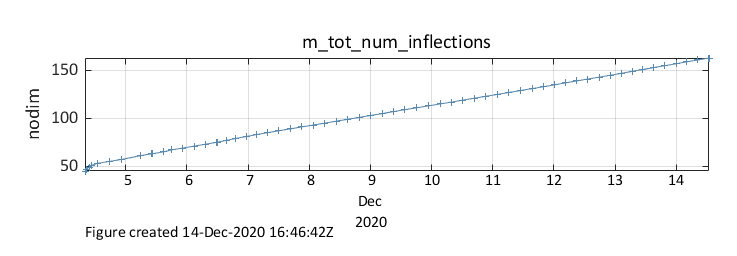 m_tot_num_inflections
nodim
150
100
50
5 6 7 8 9 10 11 12 13 14
Dec
2020
Figure created 14-Dec-2020 16:46:42Z